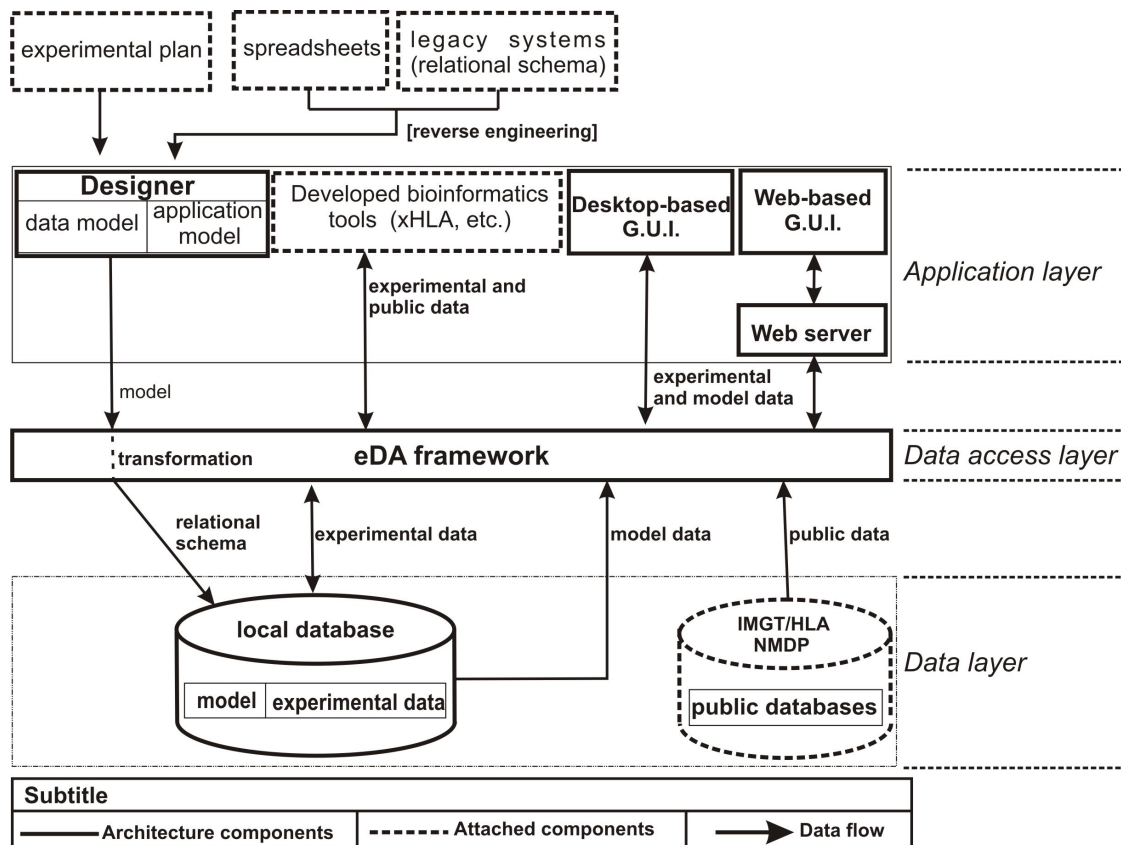 experimental plan
spreadsheets
legacy systems
(relational schema)
[reverse engineering]
Designer
data model
application
model
Developed bioinformatics
tools (xHLA, etc.)
Desktop-based
G.U.I.
Web-based
G.U.I.
Application layer
experimental and
public data
Web server
model
experimental
and model data
transformation
eDA framework
Data access layer
relational
schema
experimental data
model data
public data
local database
IMGT/HLA
NMDP
Data layer
model
experimental data
public databases
Subtitle
Architecture components
Attached components
Data flow